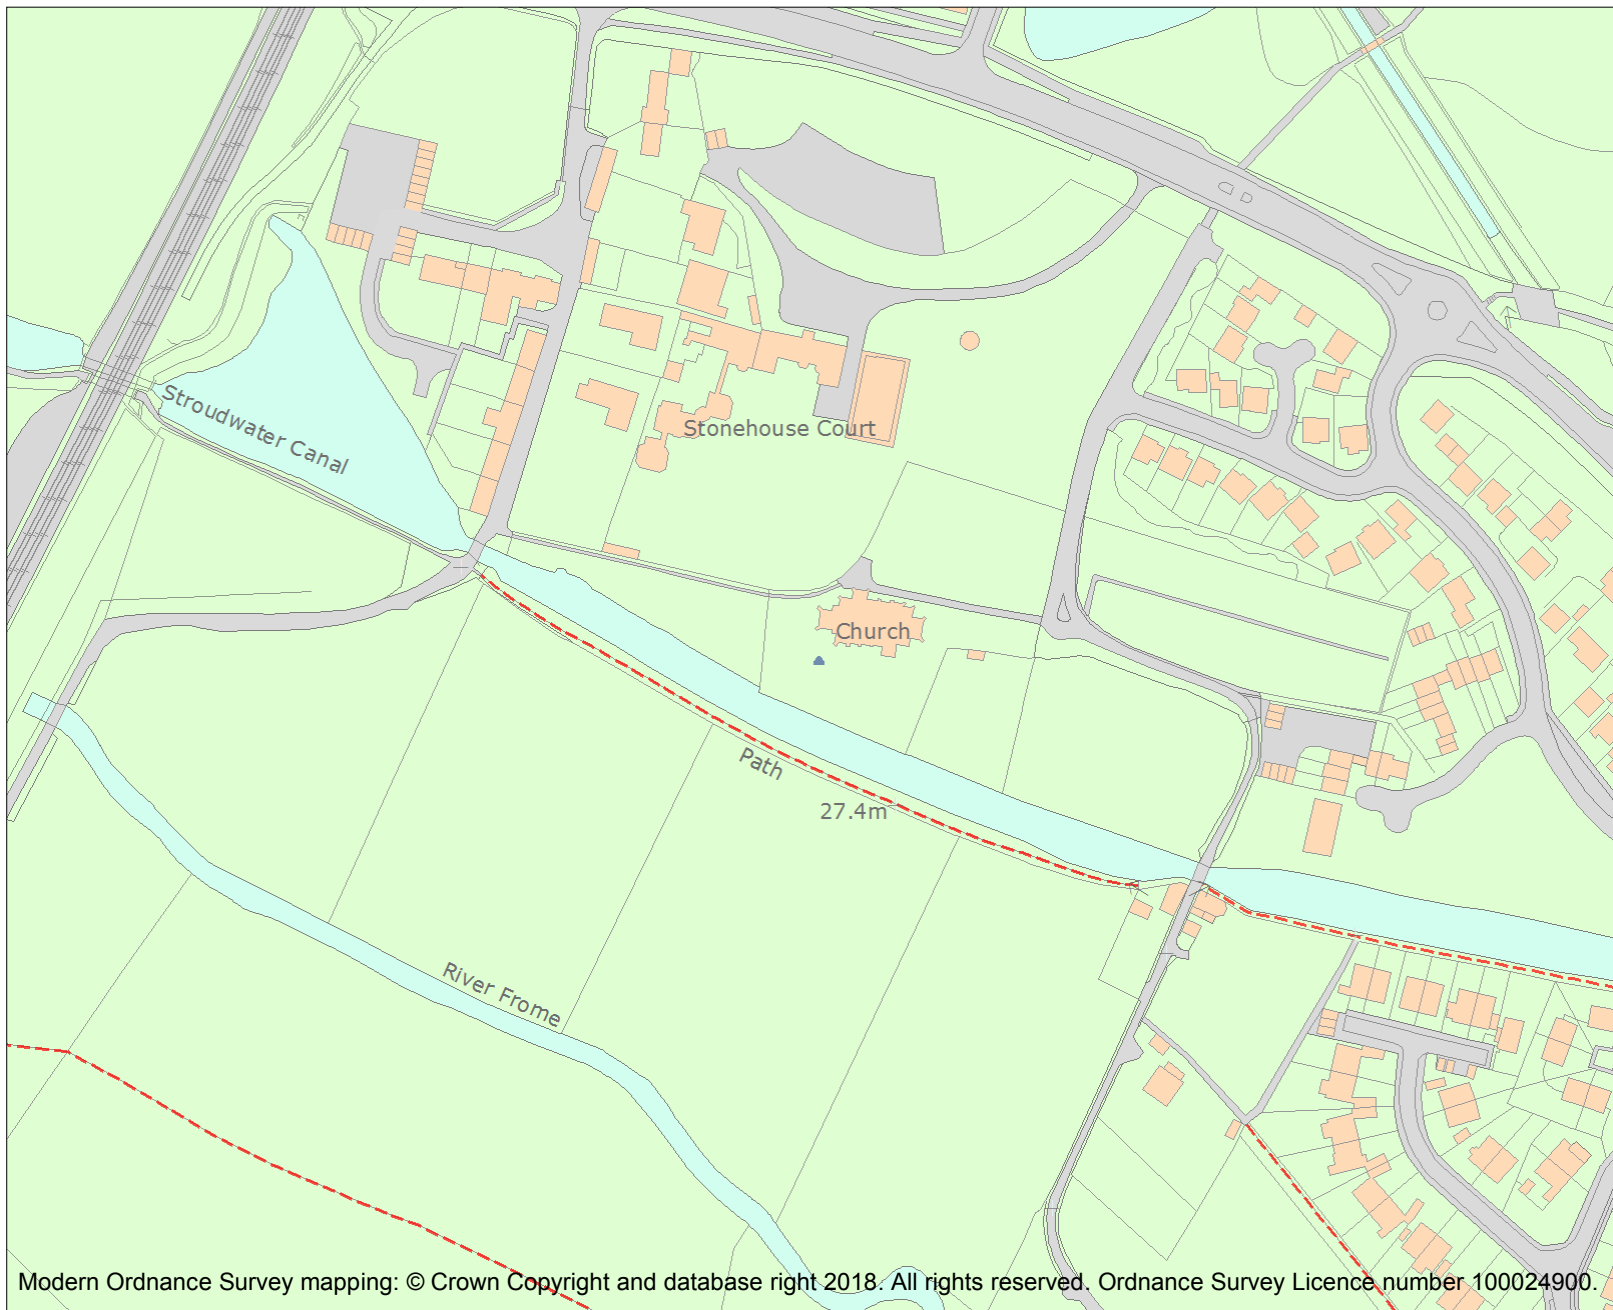 Stroudwater Canal
Stonehouse Court
Church
Path
27.4m
River Frome
Modern Ordnance Survey mapping: © Crown Copyright and database right 2018. All rights reserved. Ordnance Survey Licence number 100024900.